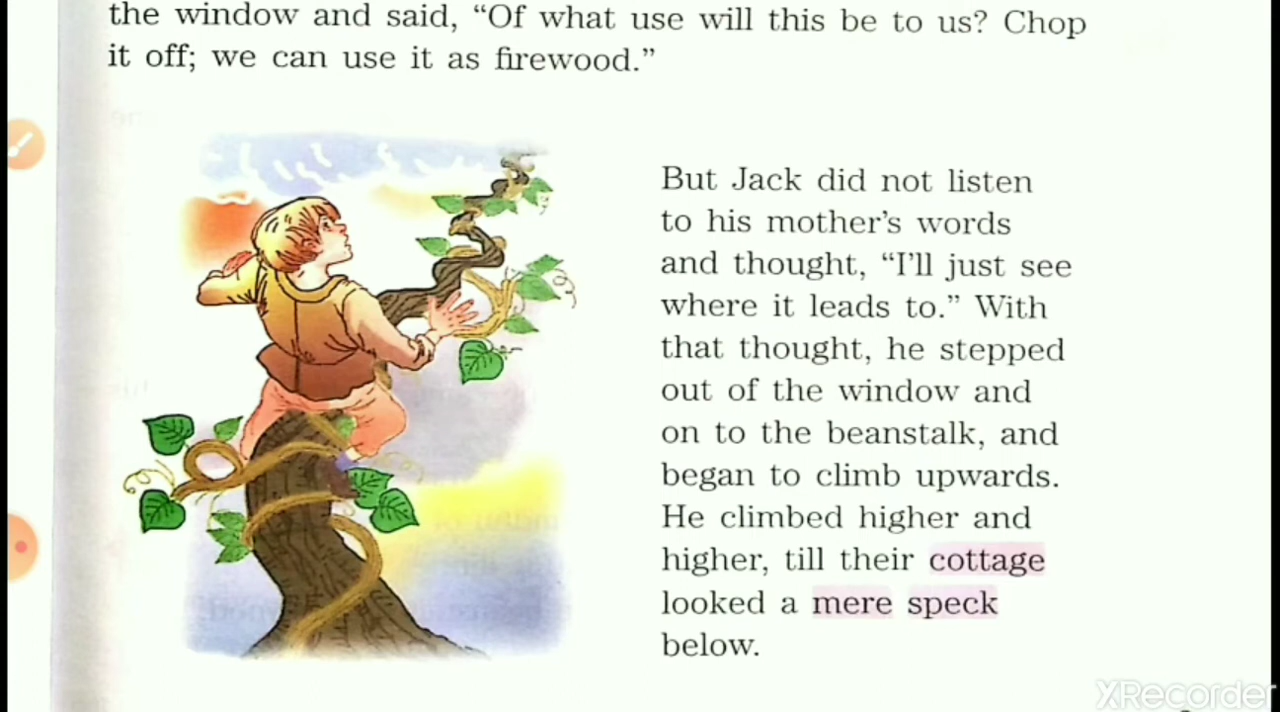 the window and said, “Of what use will this be to us? Chop
it off; we can use it as firewood.”
But Jack did not listen
to his mother’s words
and thought, “I’ll just see
where it leads to.” With
that thought, he stepped
out of the window and
on to the beanstalk, and
began to climb upwards.
He climbed higher and
higher, till their cottage
looked a mere speck
below.
XRecorder